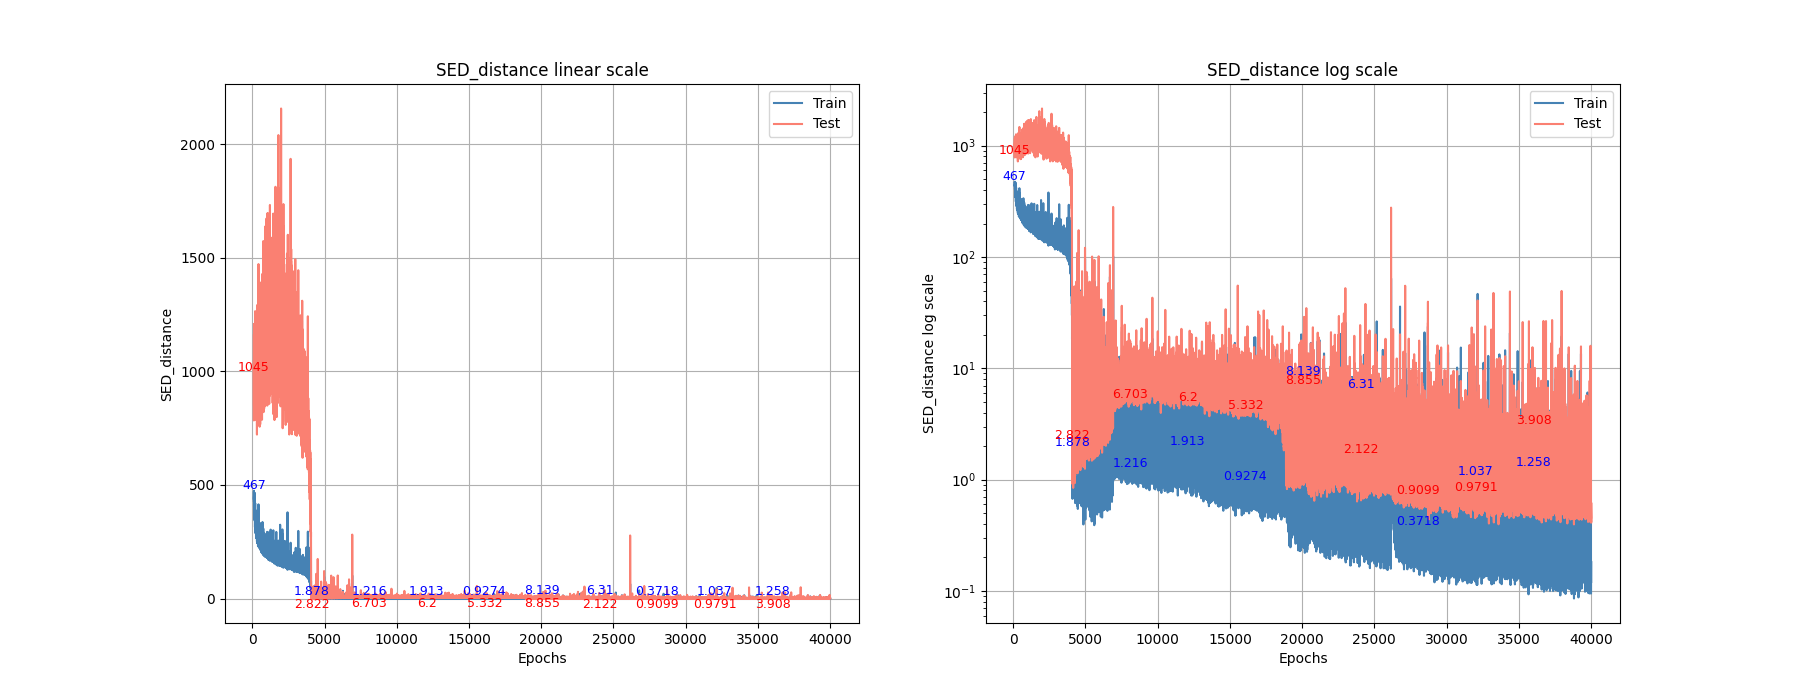 SED_distance linear scale
SED_distance
2000
1500
1000
500
0
Train
Test
1045
467
1.878 1.216 1.913 0.9274 8.139 6.31 0.3718 1.037 1.258
2.822 6.703 6.2 5.332 8.855 2.122 0.9099 0.9791 3.908
0 5000 10000 15000 20000 25000 30000 35000 40000
Epochs
SED_distance log scale
SED_distance log scale
10³
10²
10¹
10⁰
10⁻¹
Train
Test
1045
467
2.822
1.878
6.703
1.216
6.2
1.913
5.332
0.9274
8.139
8.855
6.31
2.122
0.9099
0.3718
1.037
0.9791
3.908
1.258
0 5000 10000 15000 20000 25000 30000 35000 40000
Epochs